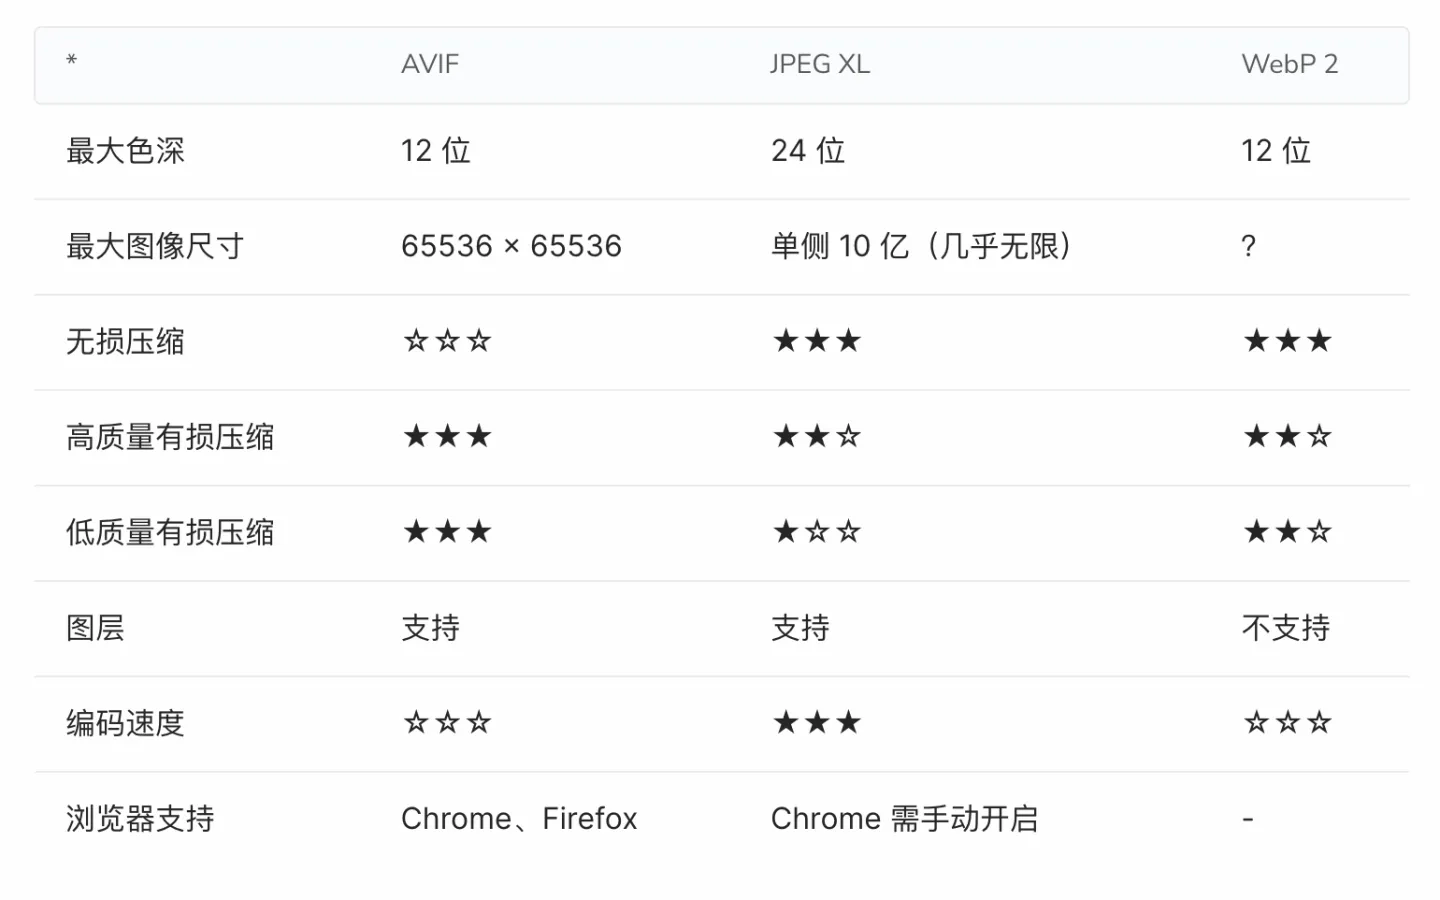 * AVIF JPEG XL WebP 2
最大色深 12 位 24 位 12 位
最大图像尺寸 65536 × 65536 单侧 10 亿（几乎无限） ?
无损压缩 ☆☆☆ ★★★ ★★★
高质量有损压缩 ★★★ ★★☆ ★★☆
低质量有损压缩 ★★★ ★☆☆ ★★☆
图层 支持 支持 不支持
编码速度 ☆☆☆ ★★★ ☆☆☆
浏览器支持 Chrome、Firefox Chrome 需手动开启 -